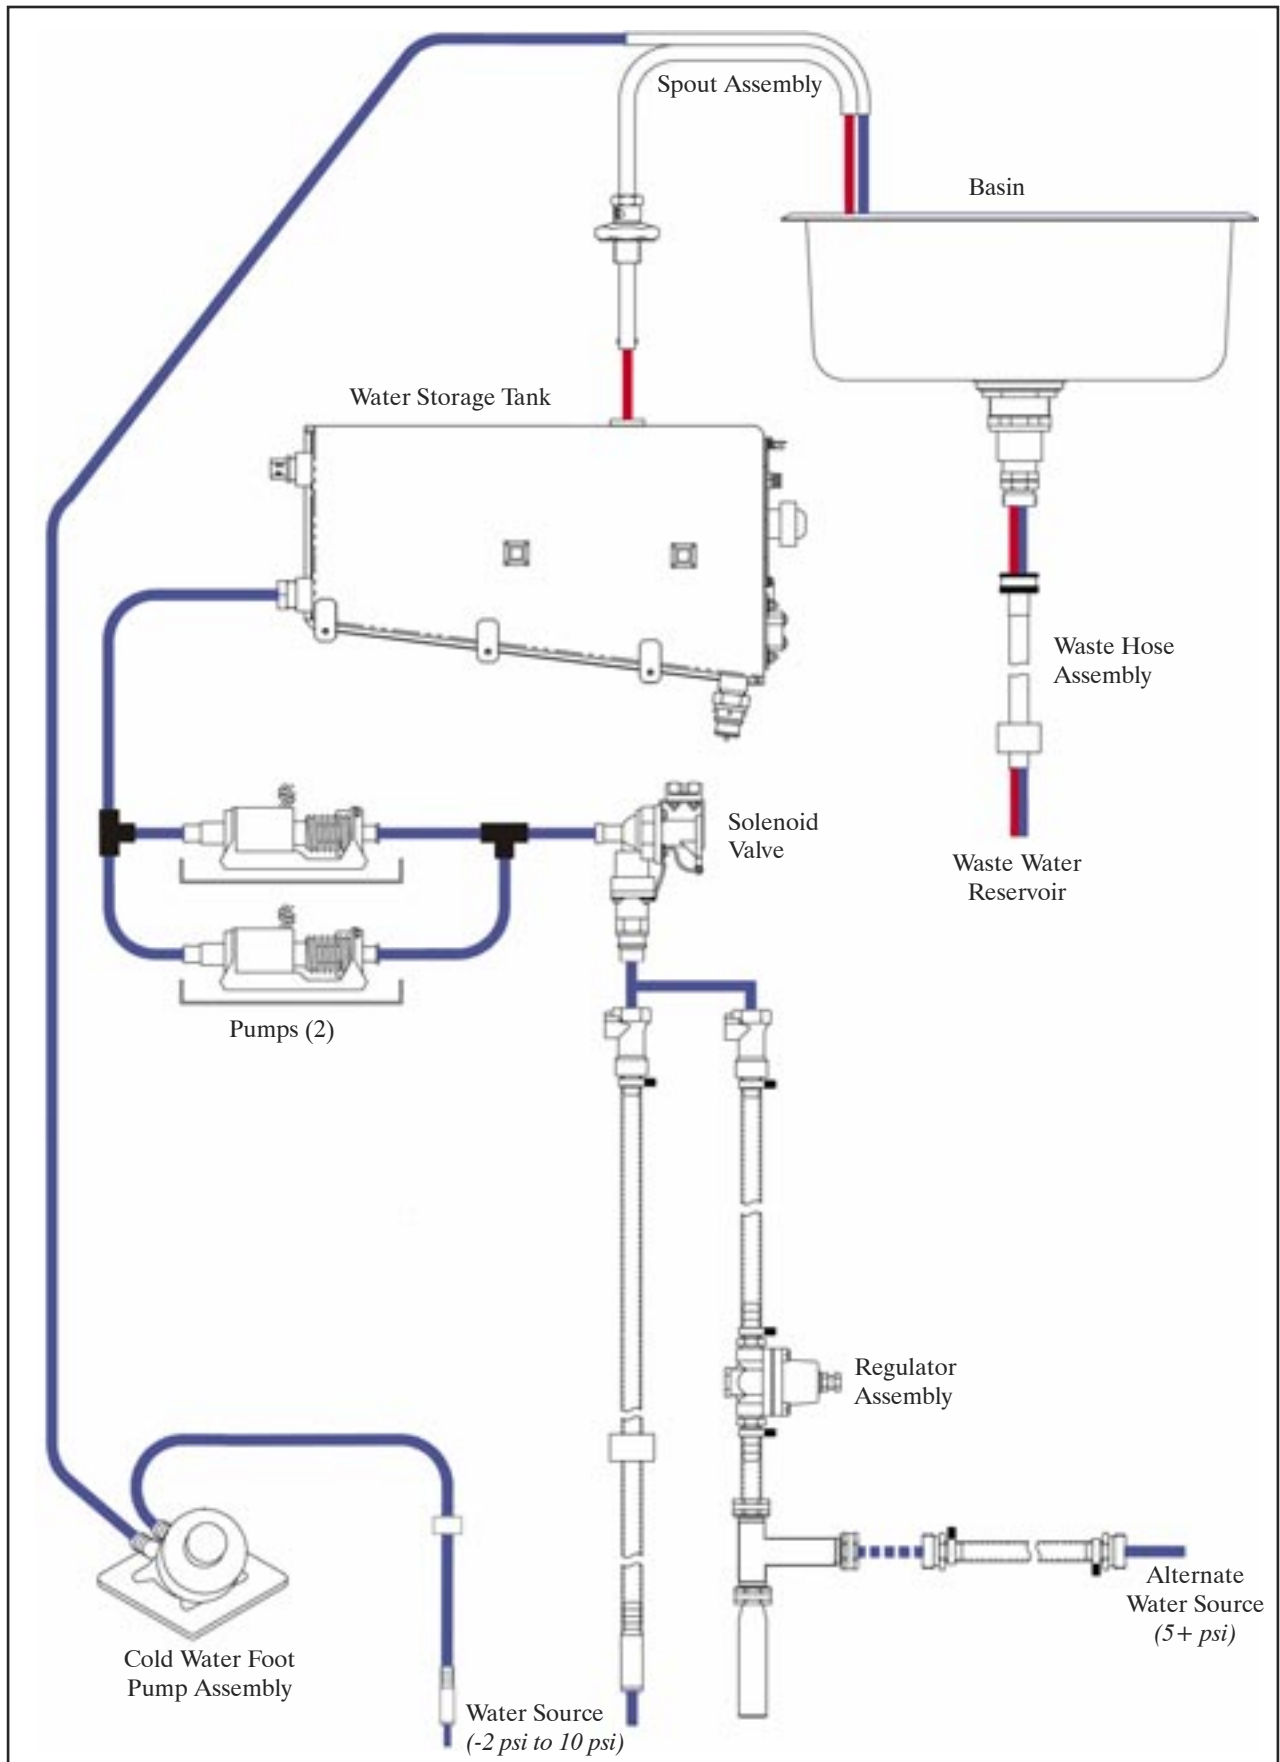 Spout Assembly
Basin
Water Storage Tank
Waste Hose
Assembly
Solenoid
Valve
Waste Water
Reservoir
Pumps (2)
Regulator
Assembly
Alternate
Water Source
(5+ psi)
Cold Water Foot
Pump Assembly
Water Source
(-2 psi to 10 psi)